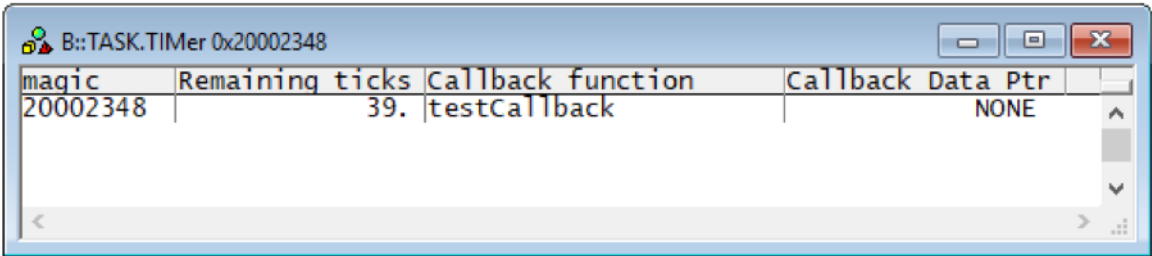 B::TASK.TIMer 0x20002348
magic Remaining ticks Callback function Callback Data Ptr
20002348 39. testCallback NONE